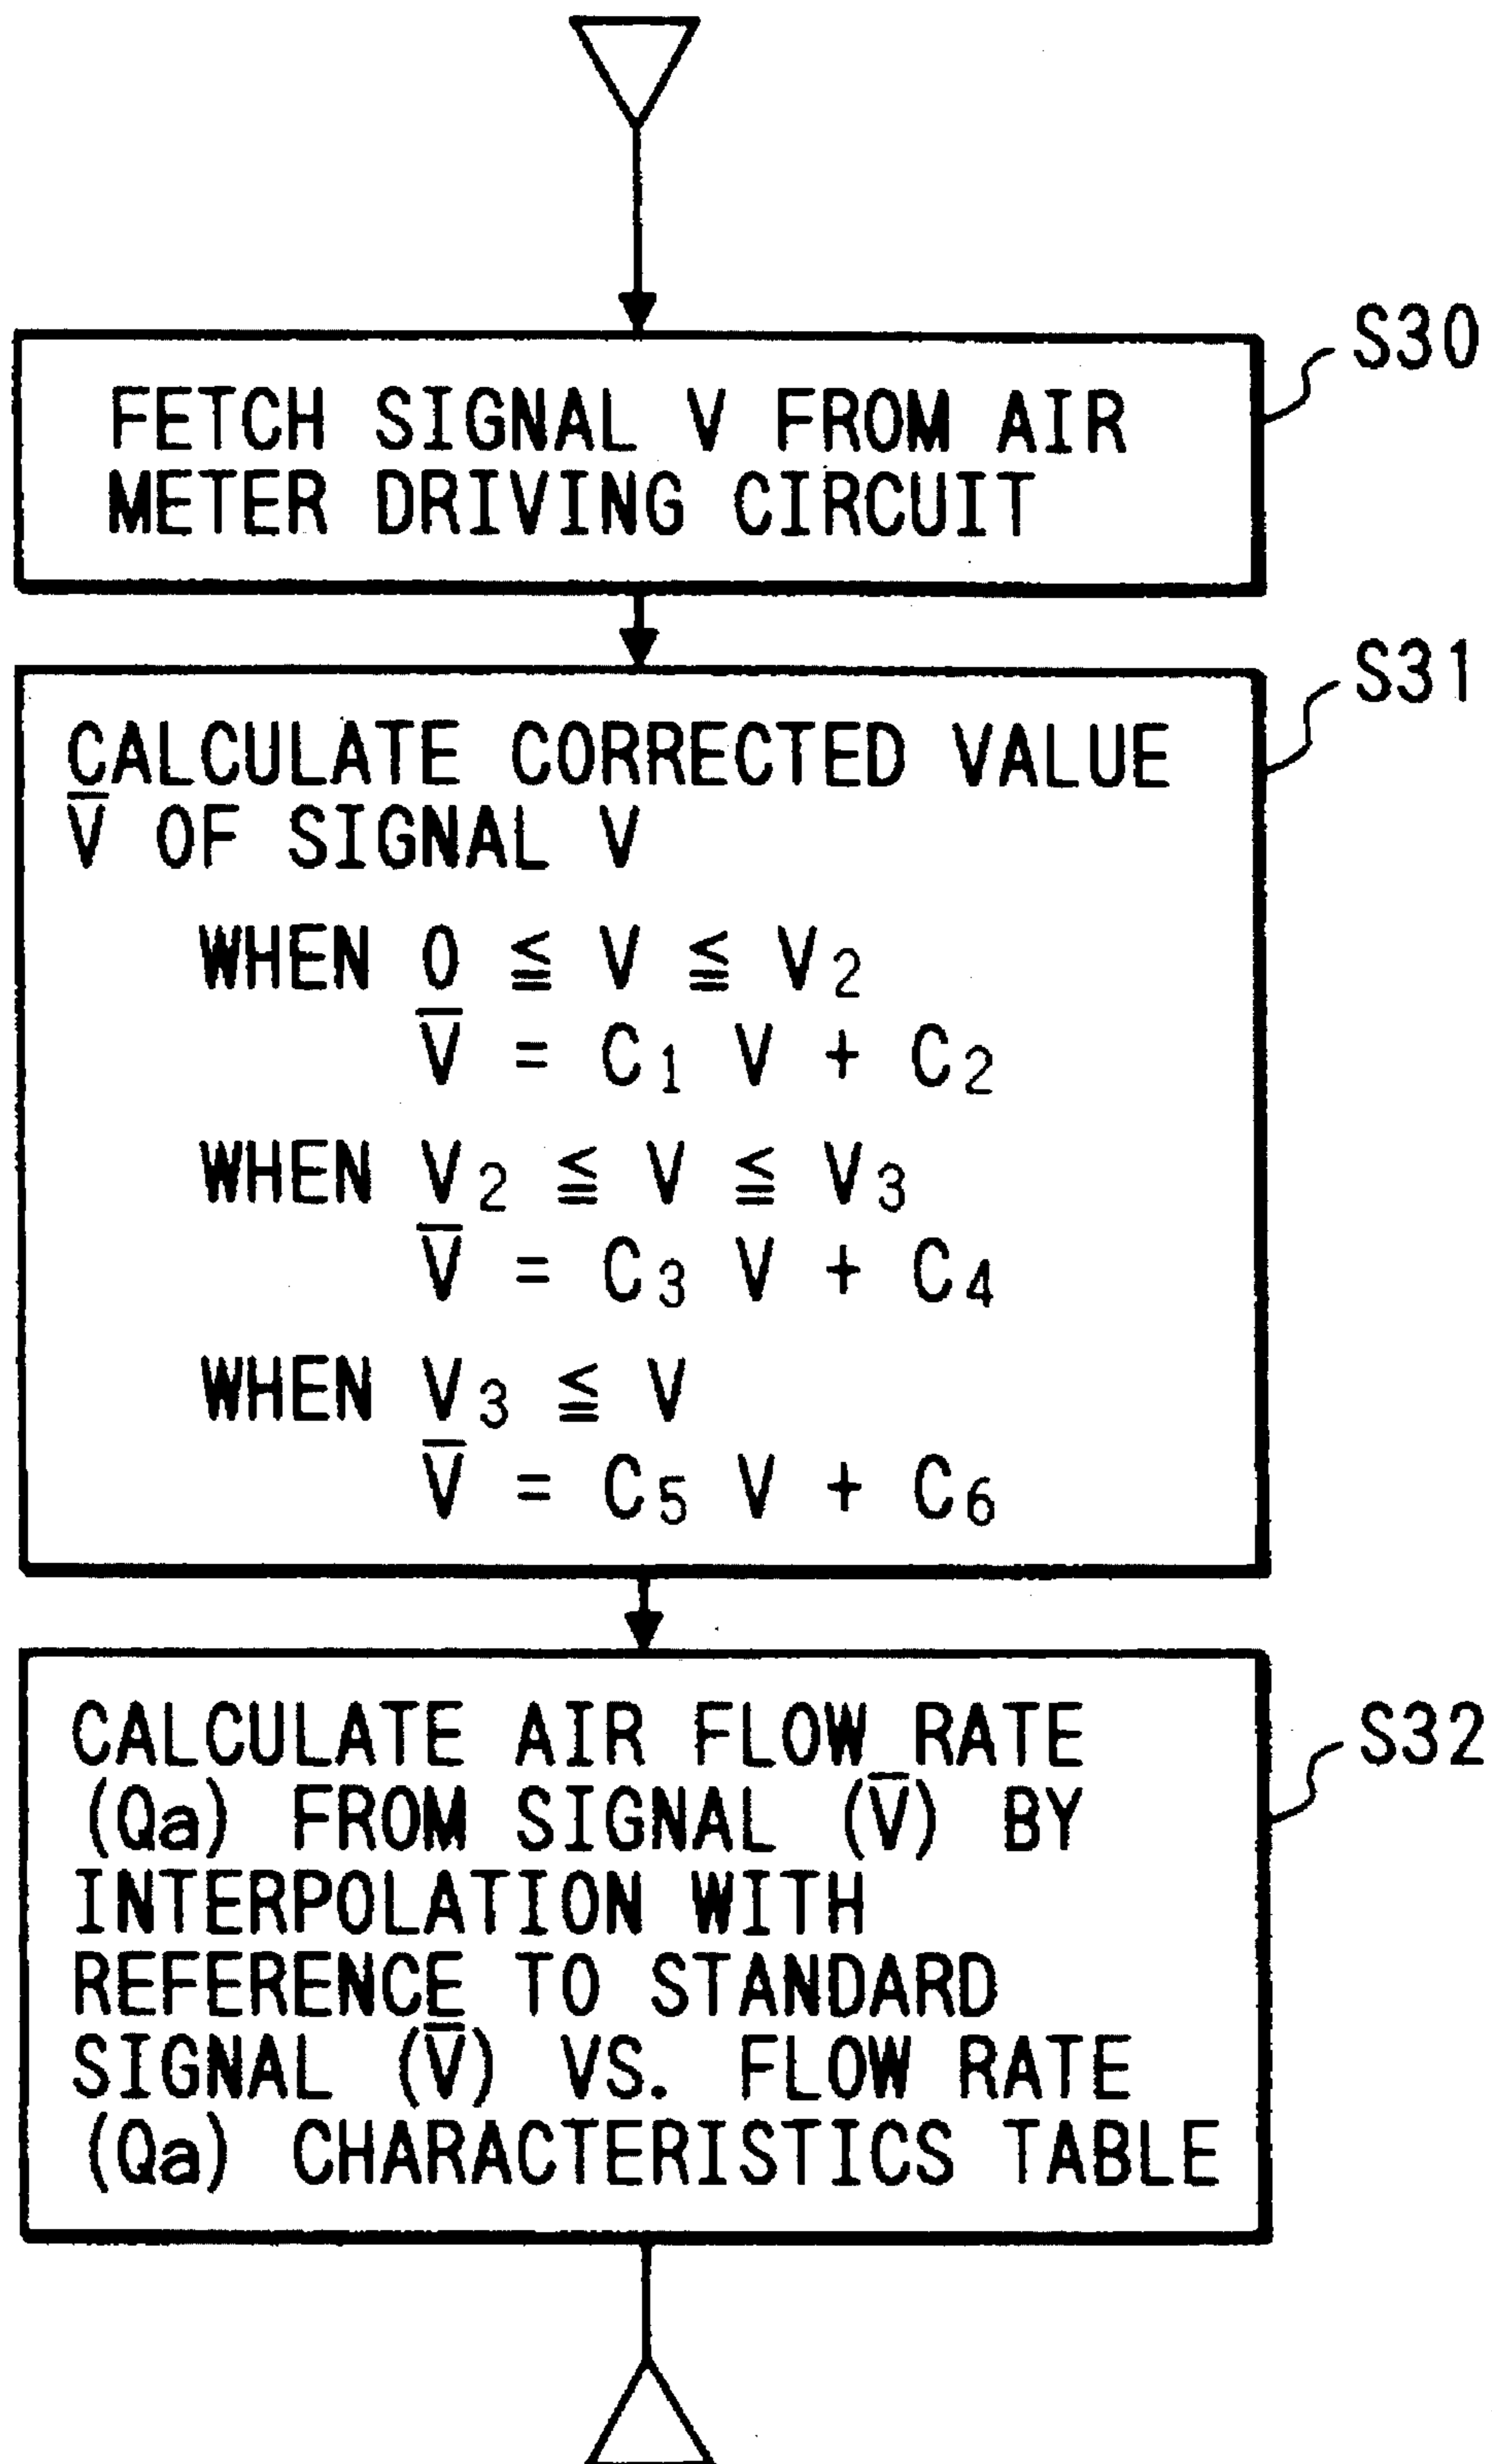 S30
FETCH SIGNAL V FROM AIR
METER DRIVING CIRCUIT
S31
CALCULATE CORRECTED VALUE
V̅ OF SIGNAL V
WHEN 0 ≦ V ≦ V₂
V̅ = C₁ V + C₂
WHEN V₂ ≦ V ≦ V₃
V̅ = C₃ V + C₄
WHEN V₃ ≦ V
V̅ = C₅ V + C₆
S32
CALCULATE AIR FLOW RATE
(Qa) FROM SIGNAL (V̅) BY
INTERPOLATION WITH
REFERENCE TO STANDARD
SIGNAL (V̅) VS. FLOW RATE
(Qa) CHARACTERISTICS TABLE